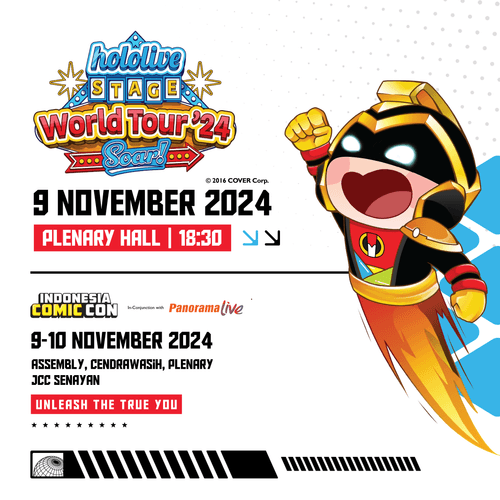 hololive
STAGE
World Tour '24
Soar!
© 2016 COVER Corp.
9 NOVEMBER 2024
PLENARY HALL | 18:30
INDONESIA
COMIC CON
In Conjunction with
Panorama Live
9-10 NOVEMBER 2024
ASSEMBLY, CENDRAWASIH, PLENARY
JCC SENAYAN
UNLEASH THE TRUE YOU
M